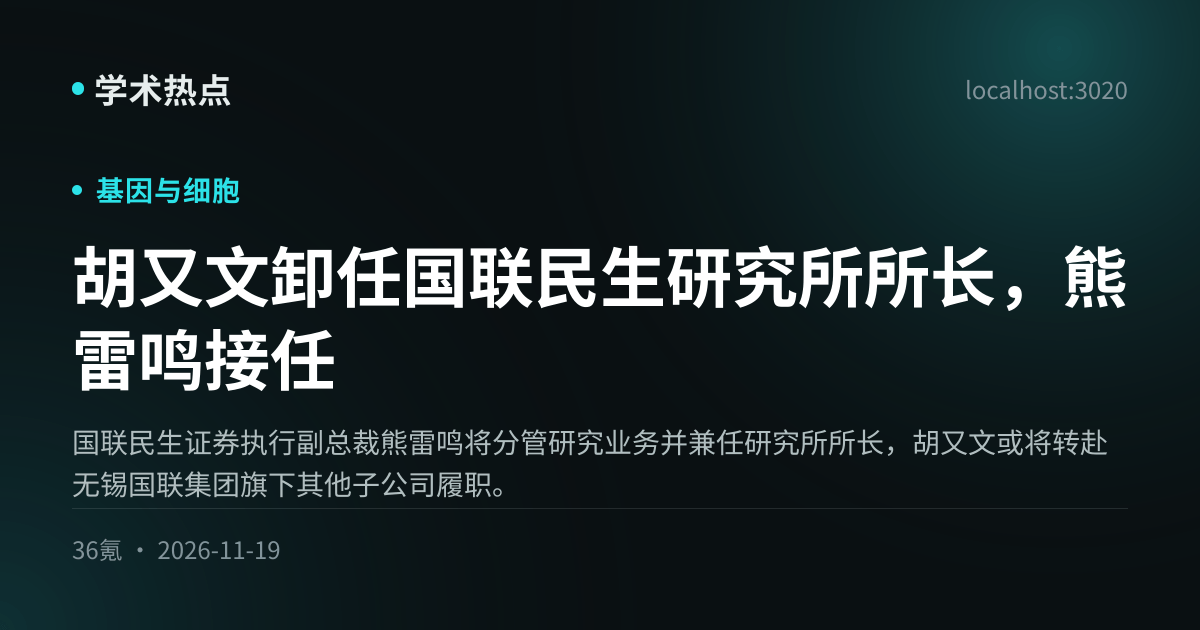 学术热点
localhost:3020
基因与细胞
胡又文卸任国联民生研究所所长，熊
雷鸣接任
国联民生证券执行副总裁熊雷鸣将分管研究业务并兼任研究所所长，胡又文或将转赴
无锡国联集团旗下其他子公司履职。
36氪 · 2026-11-19